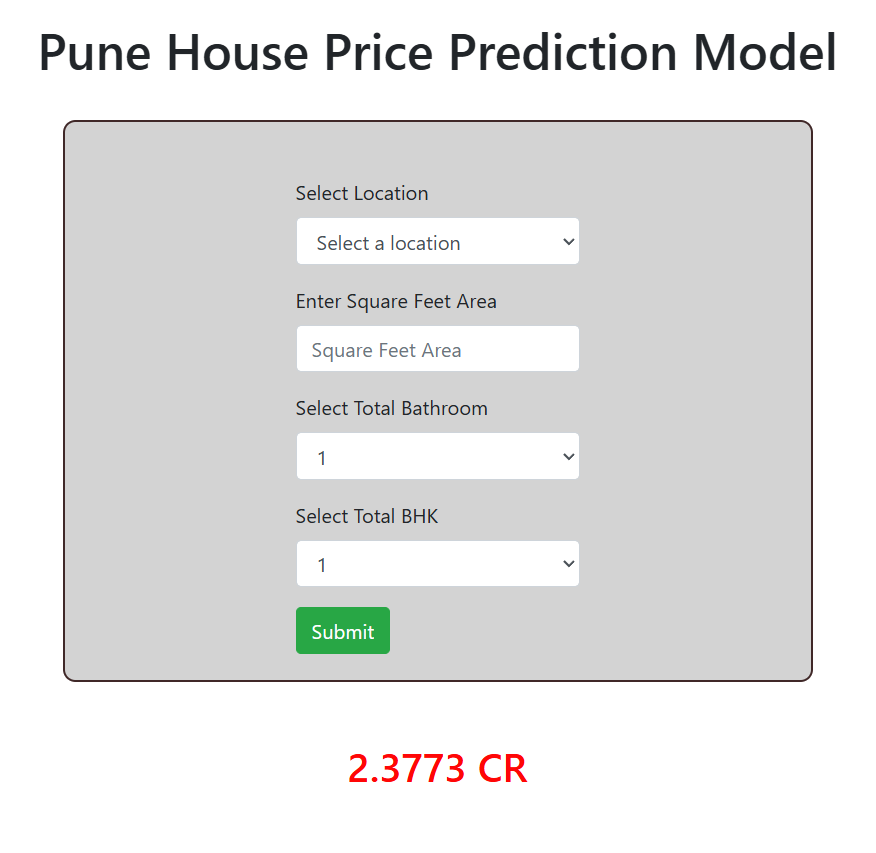 Pune House Price Prediction Model
Select Location
Select a location
Enter Square Feet Area
Square Feet Area
Select Total Bathroom
1
Select Total BHK
1
Submit
2.3773 CR